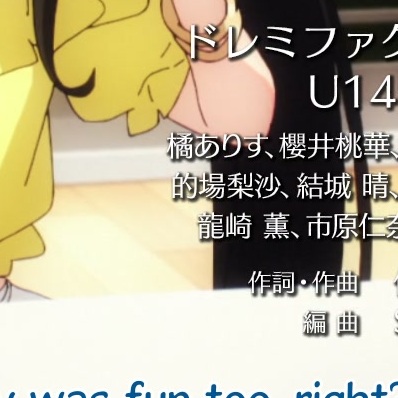 ドレミファク
U14
橘ありす、櫻井桃華、
的場梨沙、結城 晴、
龍崎 薫、市原仁奈
作詞・作曲
編 曲
was fun too, right?